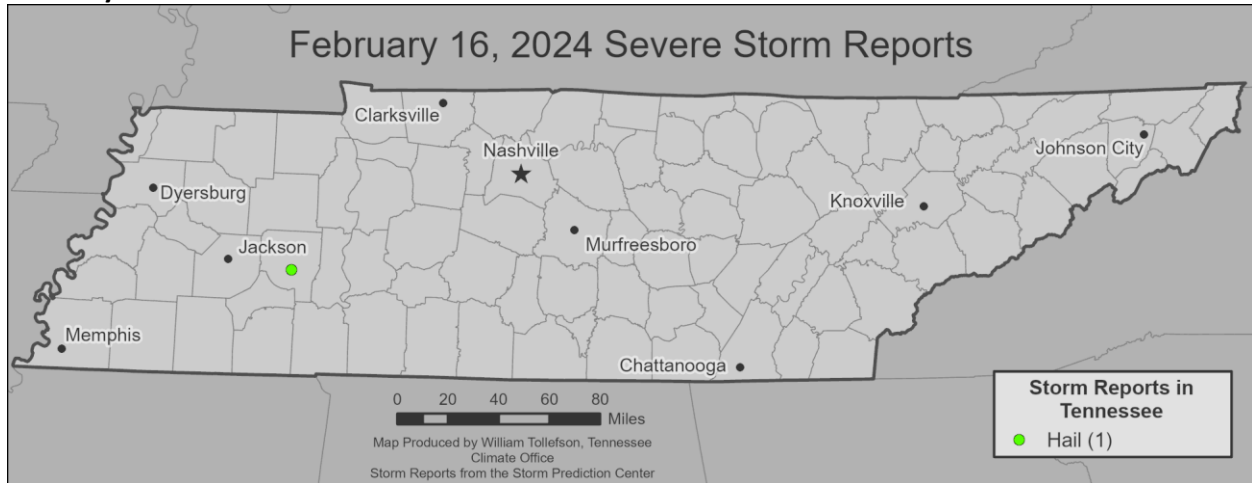 February 16, 2024 Severe Storm Reports
Clarksville
Nashville
Johnson City
Dyersburg
Knoxville
Murfreesboro
Jackson
Memphis
Chattanooga
0 20 40 60 80
Miles
Map Produced by William Tollefson, Tennessee
Climate Office
Storm Reports from the Storm Prediction Center
Storm Reports in
Tennessee
Hail (1)